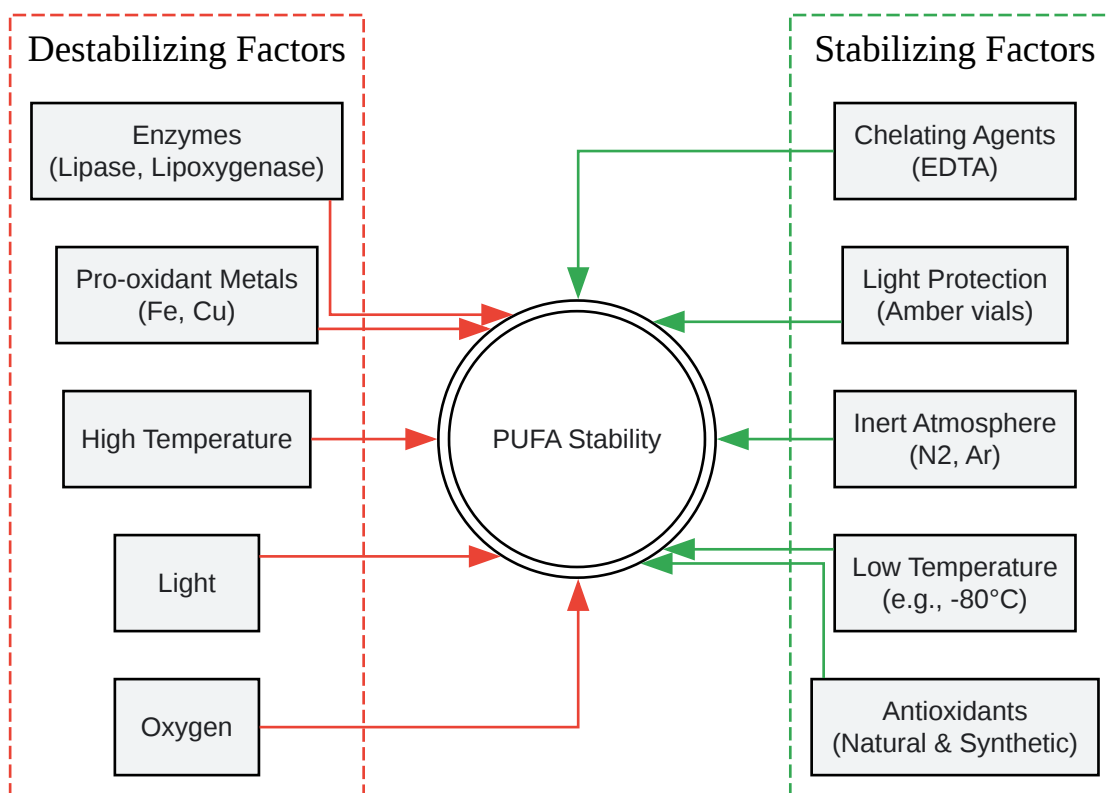 Destabilizing Factors
Enzymes
(Lipase, Lipoxygenase)
Pro-oxidant Metals
(Fe, Cu)
High Temperature
Light
Oxygen
PUFA Stability
Stabilizing Factors
Chelating Agents
(EDTA)
Light Protection
(Amber vials)
Inert Atmosphere
(N2, Ar)
Low Temperature
(e.g., -80°C)
Antioxidants
(Natural & Synthetic)